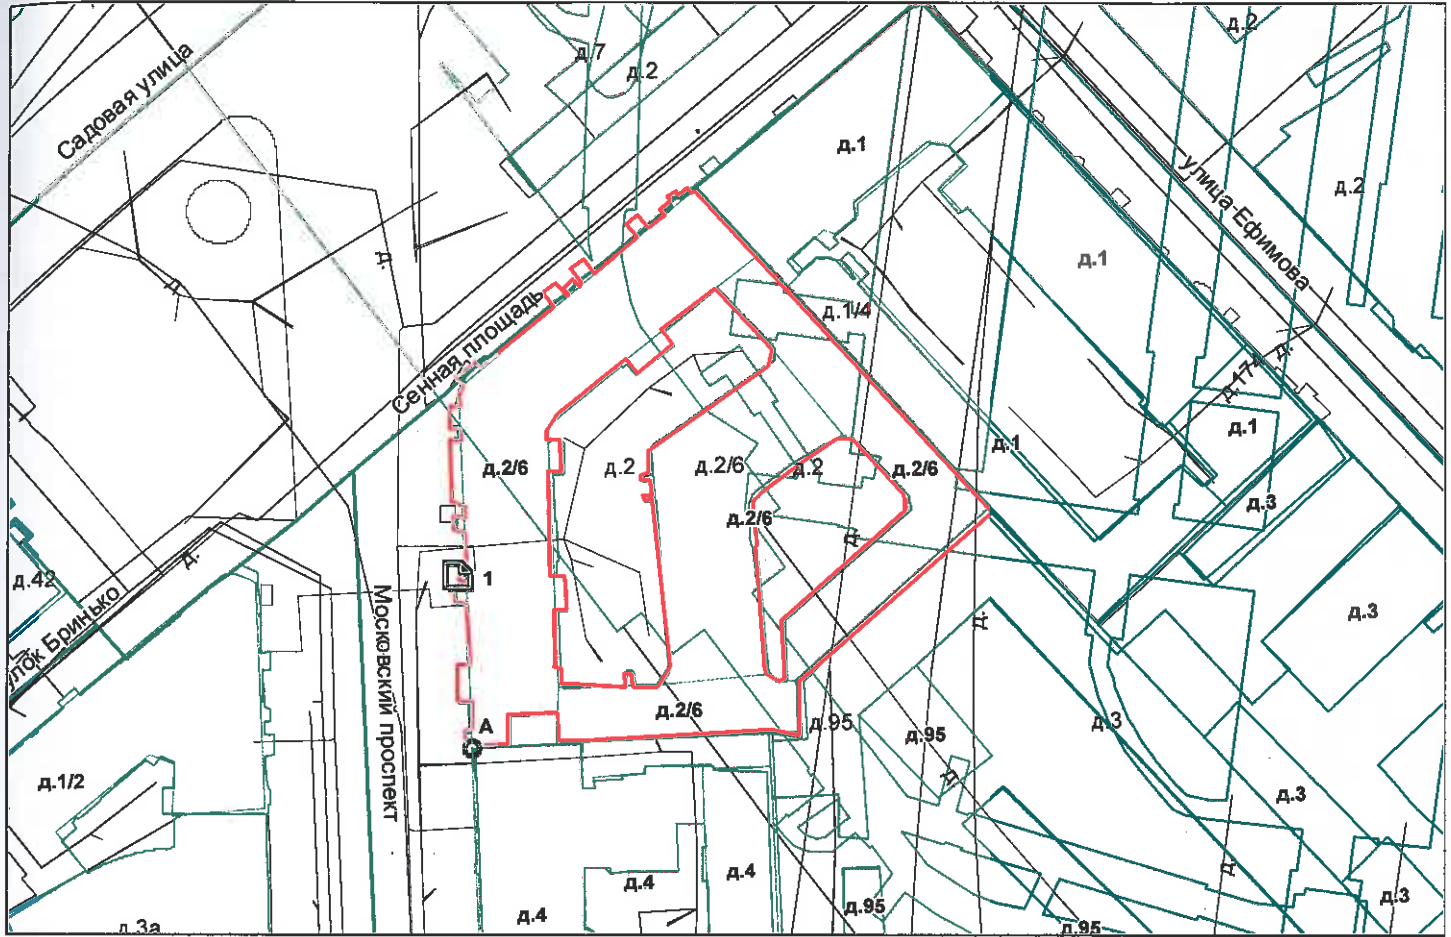 Садовая улица
д.7
д.2
д.2
д.1
д.2
улица Ефимова
д.
д.
д.1
Сенная площадь
д.1/4
д.
д.174
д.1
д.1
д.2/6
д.2
д.2/6
д.2
д.2/6
д.3
д.2/6
д.
д.
д.42
1
улок Бринько
Московский проспект
д.3
д.
д.2/6
А
д.95
д.95
д.3
д.1/2
д.
д.3
д.4
д.4
д.
д.3
д.95
д.4
д.3а
д.95